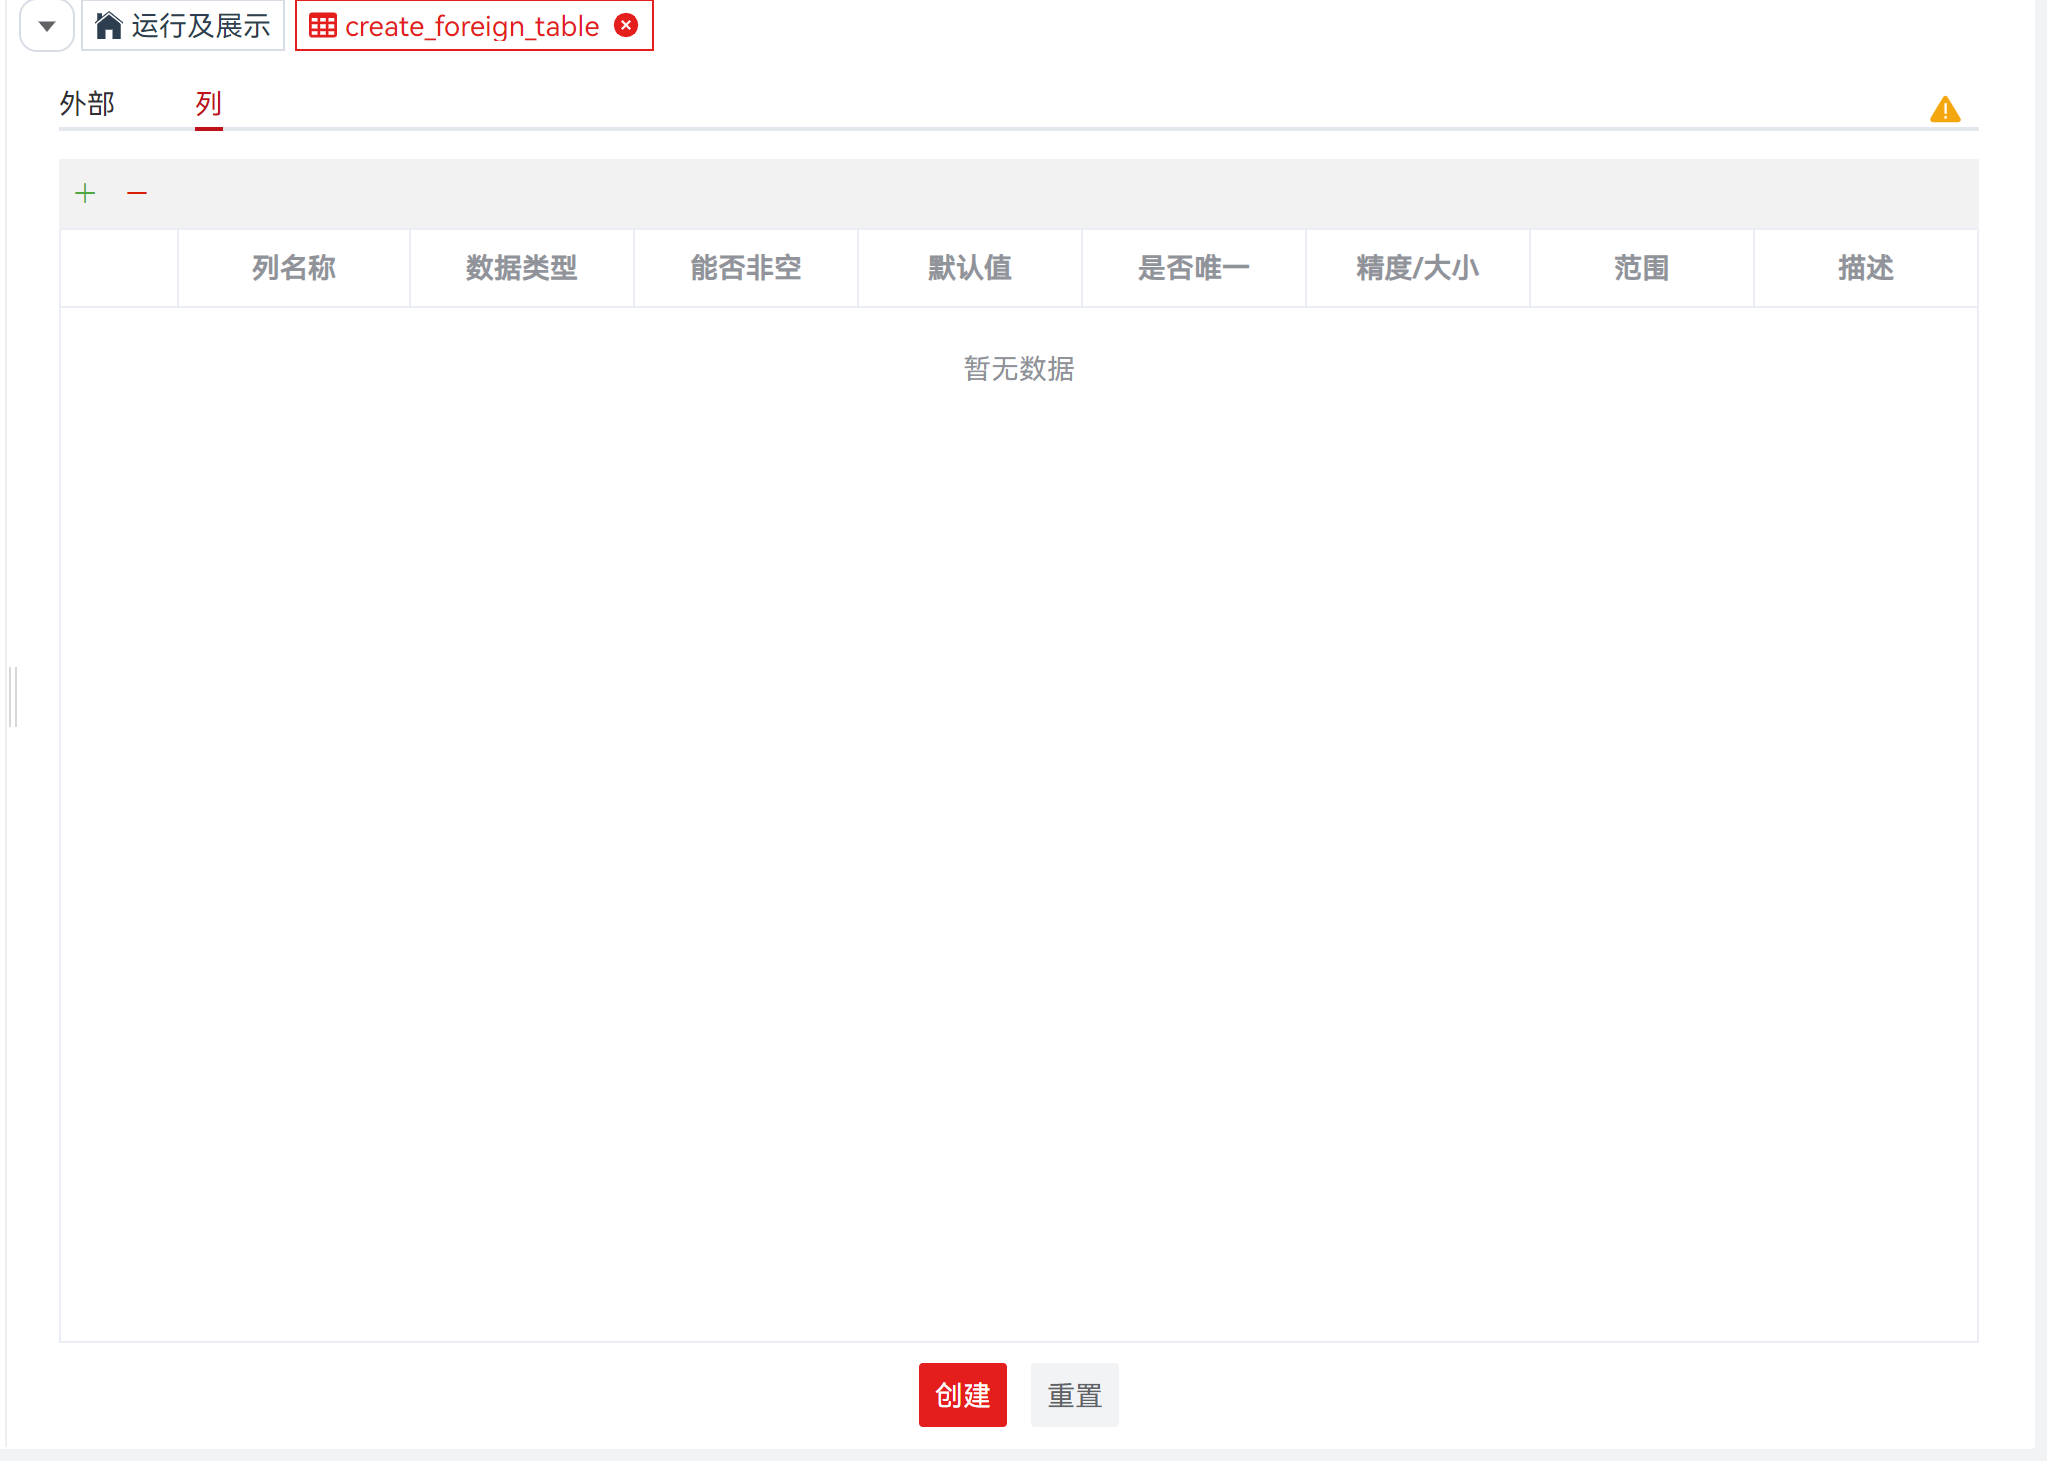 运行及展示 create_foreign_table
外部 列
列名称 数据类型 能否非空 默认值 是否唯一 精度/大小 范围 描述
暂无数据
创建 重置